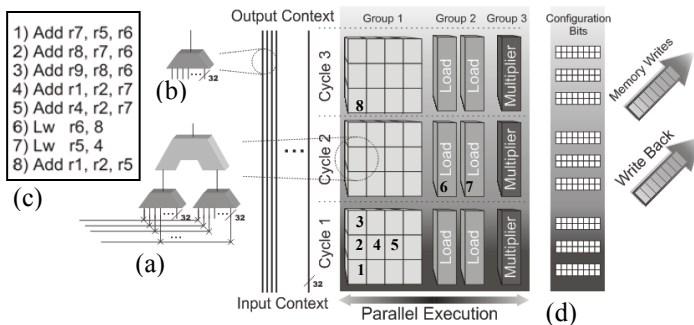 1) Add r7, r5, r6
2) Add r8, r7, r6
3) Add r9, r8, r6
4) Add r1, r2, r7
5) Add r4, r2, r7
6) Lw r6, 8
7) Lw r5, 4
8) Add r1, r2, r5
(c)
(b)
32
32
(a)
Output Context
...
32
Input Context
Group 1
Group 2
Group 3
Cycle 3
8
Load
Load
Multiplier
Cycle 2
6
7
Load
Load
Multiplier
Cycle 1
3
2 4 5
1
Load
Load
Multiplier
Parallel Execution
(d)
Configuration
Bits
Memory Writes
Write Back